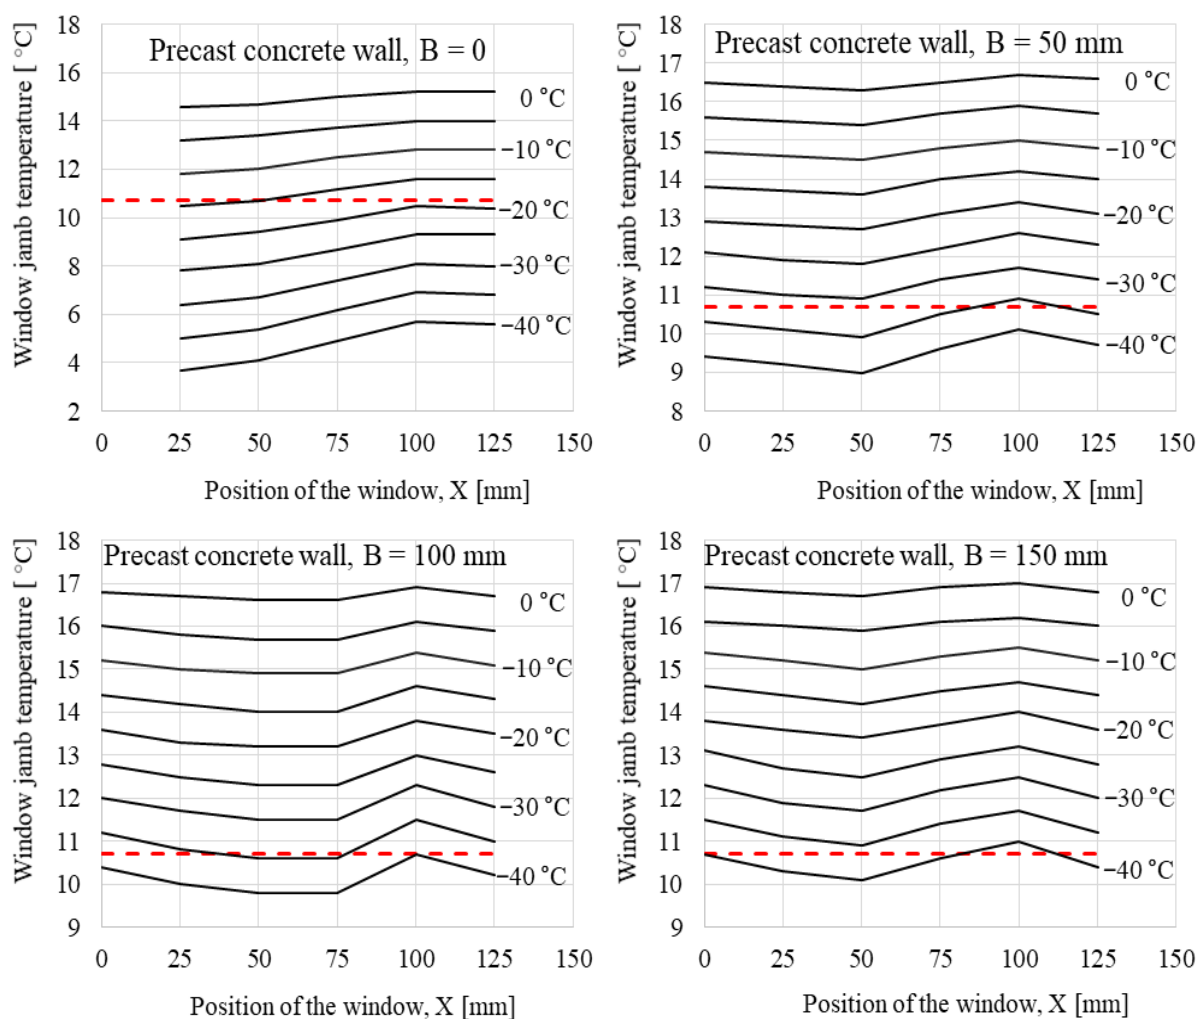 Precast concrete wall, B = 0
Window jamb temperature [ °C]
18
16
14
12
10
8
6
4
2
0 °C
−10 °C
−20 °C
−30 °C
−40 °C
0 25 50 75 100 125 150
Position of the window, X [mm]
Precast concrete wall, B = 50 mm
Window jamb temperature [ °C]
18
17
16
15
14
13
12
11
10
9
8
0 °C
−10 °C
−20 °C
−30 °C
−40 °C
0 25 50 75 100 125 150
Position of the window, X [mm]
Precast concrete wall, B = 100 mm
Window jamb temperature [ °C]
18
17
16
15
14
13
12
11
10
9
0 °C
−10 °C
−20 °C
−30 °C
−40 °C
0 25 50 75 100 125 150
Position of the window, X [mm]
Precast concrete wall, B = 150 mm
Window jamb temperature [ °C]
18
17
16
15
14
13
12
11
10
9
0 °C
−10 °C
−20 °C
−30 °C
−40 °C
0 25 50 75 100 125 150
Position of the window, X [mm]